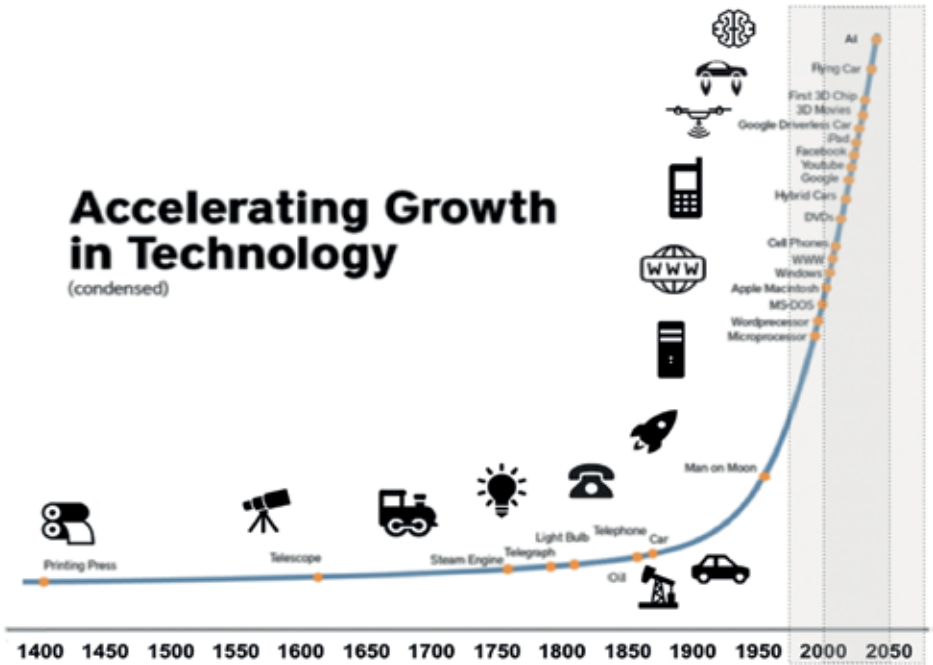 AI
Flying Car
First 3D Chip
3D Movies
Google Driverless Car
iPad
Facebook
Youtube
Google
Hybrid Cars
DVDs
Cell Phones
WWW
Windows
Apple Macintosh
MS-DOS
Wordprecessor
Microprocessor
Accelerating Growth
in Technology
(condensed)
WWW
Man on Moon
Printing Press
Telescope
Steam Engine
Telegraph
Light Bulb
Telephone
Car
Oil
1400 1450 1500 1550 1600 1650 1700 1750 1800 1850 1900 1950 2000 2050